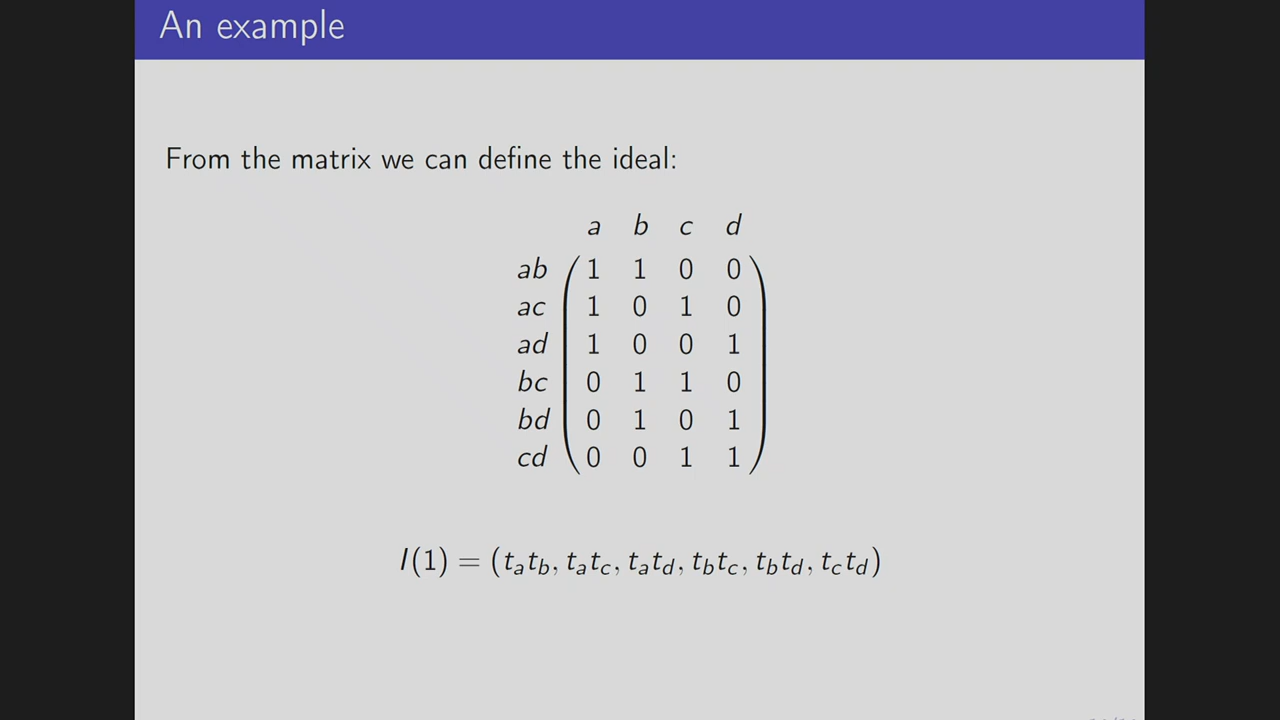 An example
From the matrix we can define the ideal:
a b c d
ab 1 1 0 0
ac 1 0 1 0
ad 1 0 0 1
bc 0 1 1 0
bd 0 1 0 1
cd 0 0 1 1
I(1) = (t_a t_b, t_a t_c, t_a t_d, t_b t_c, t_b t_d, t_c t_d)